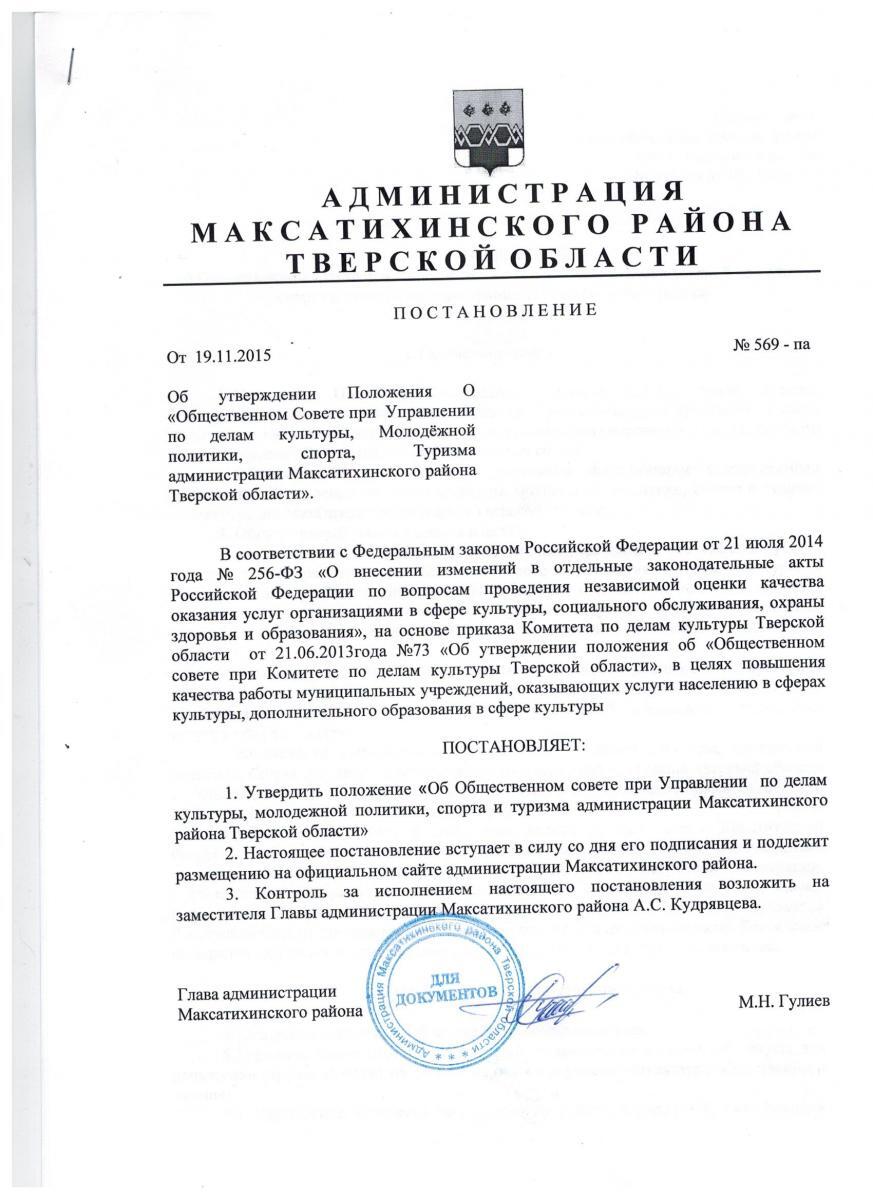 АДМИНИСТРАЦИЯ
МАКСАТИХИНСКОГО РАЙОНА
ТВЕРСКОЙ ОБЛАСТИ
ПОСТАНОВЛЕНИЕ
От 19.11.2015
№ 569 - па
Об утверждении Положения О
«Общественном Совете при Управлении
по делам культуры, Молодёжной
политики, спорта, Туризма
администрации Максатихинского района
Тверской области».
В соответствии с Федеральным законом Российской Федерации от 21 июля 2014
года № 256-ФЗ «О внесении изменений в отдельные законодательные акты
Российской Федерации по вопросам проведения независимой оценки качества
оказания услуг организациями в сфере культуры, социального обслуживания, охраны
здоровья и образования», на основе приказа Комитета по делам культуры Тверской
области от 21.06.2013года №73 «Об утверждении положения об «Общественном
совете при Комитете по делам культуры Тверской области», в целях повышения
качества работы муниципальных учреждений, оказывающих услуги населению в сферах
культуры, дополнительного образования в сфере культуры
ПОСТАНОВЛЯЕТ:
1. Утвердить положение «Об Общественном совете при Управлении по делам
культуры, молодежной политики, спорта и туризма администрации Максатихинского
района Тверской области»
2. Настоящее постановление вступает в силу со дня его подписания и подлежит
размещению на официальном сайте администрации Максатихинского района.
3. Контроль за исполнением настоящего постановления возложить на
заместителя Главы администрации Максатихинского района А.С. Кудрявцева.
Глава администрации
Максатихинского района
М.Н. Гулиев
Администрация Максатихинского района Тверской области * * *
ДЛЯ
ДОКУМЕНТОВ